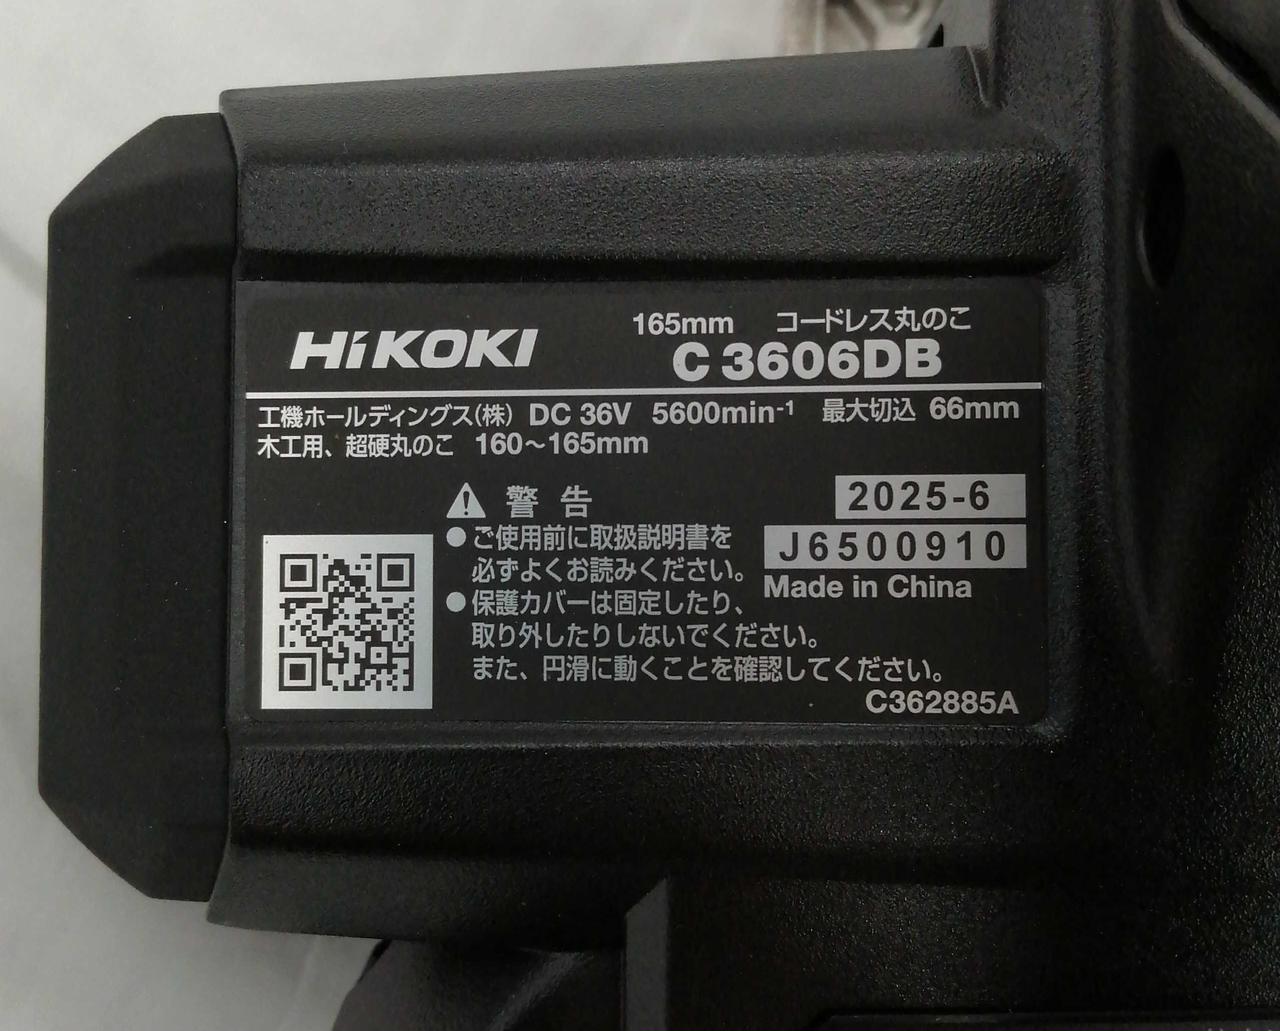 HiKOKI
165mm コードレス丸のこ
C 3606DB
工機ホールディングス(株) DC 36V 5600min-¹ 最大切込 66mm
木工用、超硬丸のこ 160～165mm
警 告
●ご使用前に取扱説明書を
必ずよくお読みください。
●保護カバーは固定したり、
取り外したりしないでください。
また、円滑に動くことを確認してください。
2025-6
J6500910
Made in China
C362885A